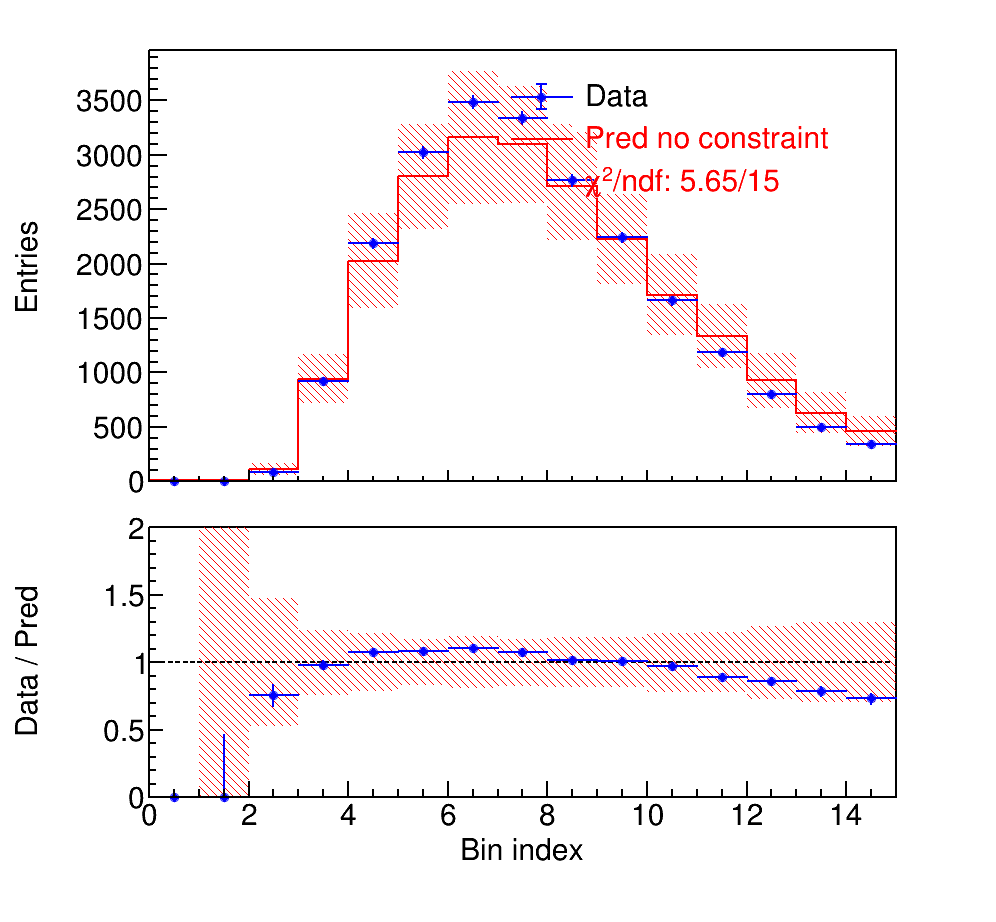 3500
3000
2500
2000
1500
1000
500
0
Entries
Data
Pred no constraint
χ²/ndf: 5.65/15
2
1.5
1
0.5
0
Data / Pred
0 2 4 6 8 10 12 14
Bin index